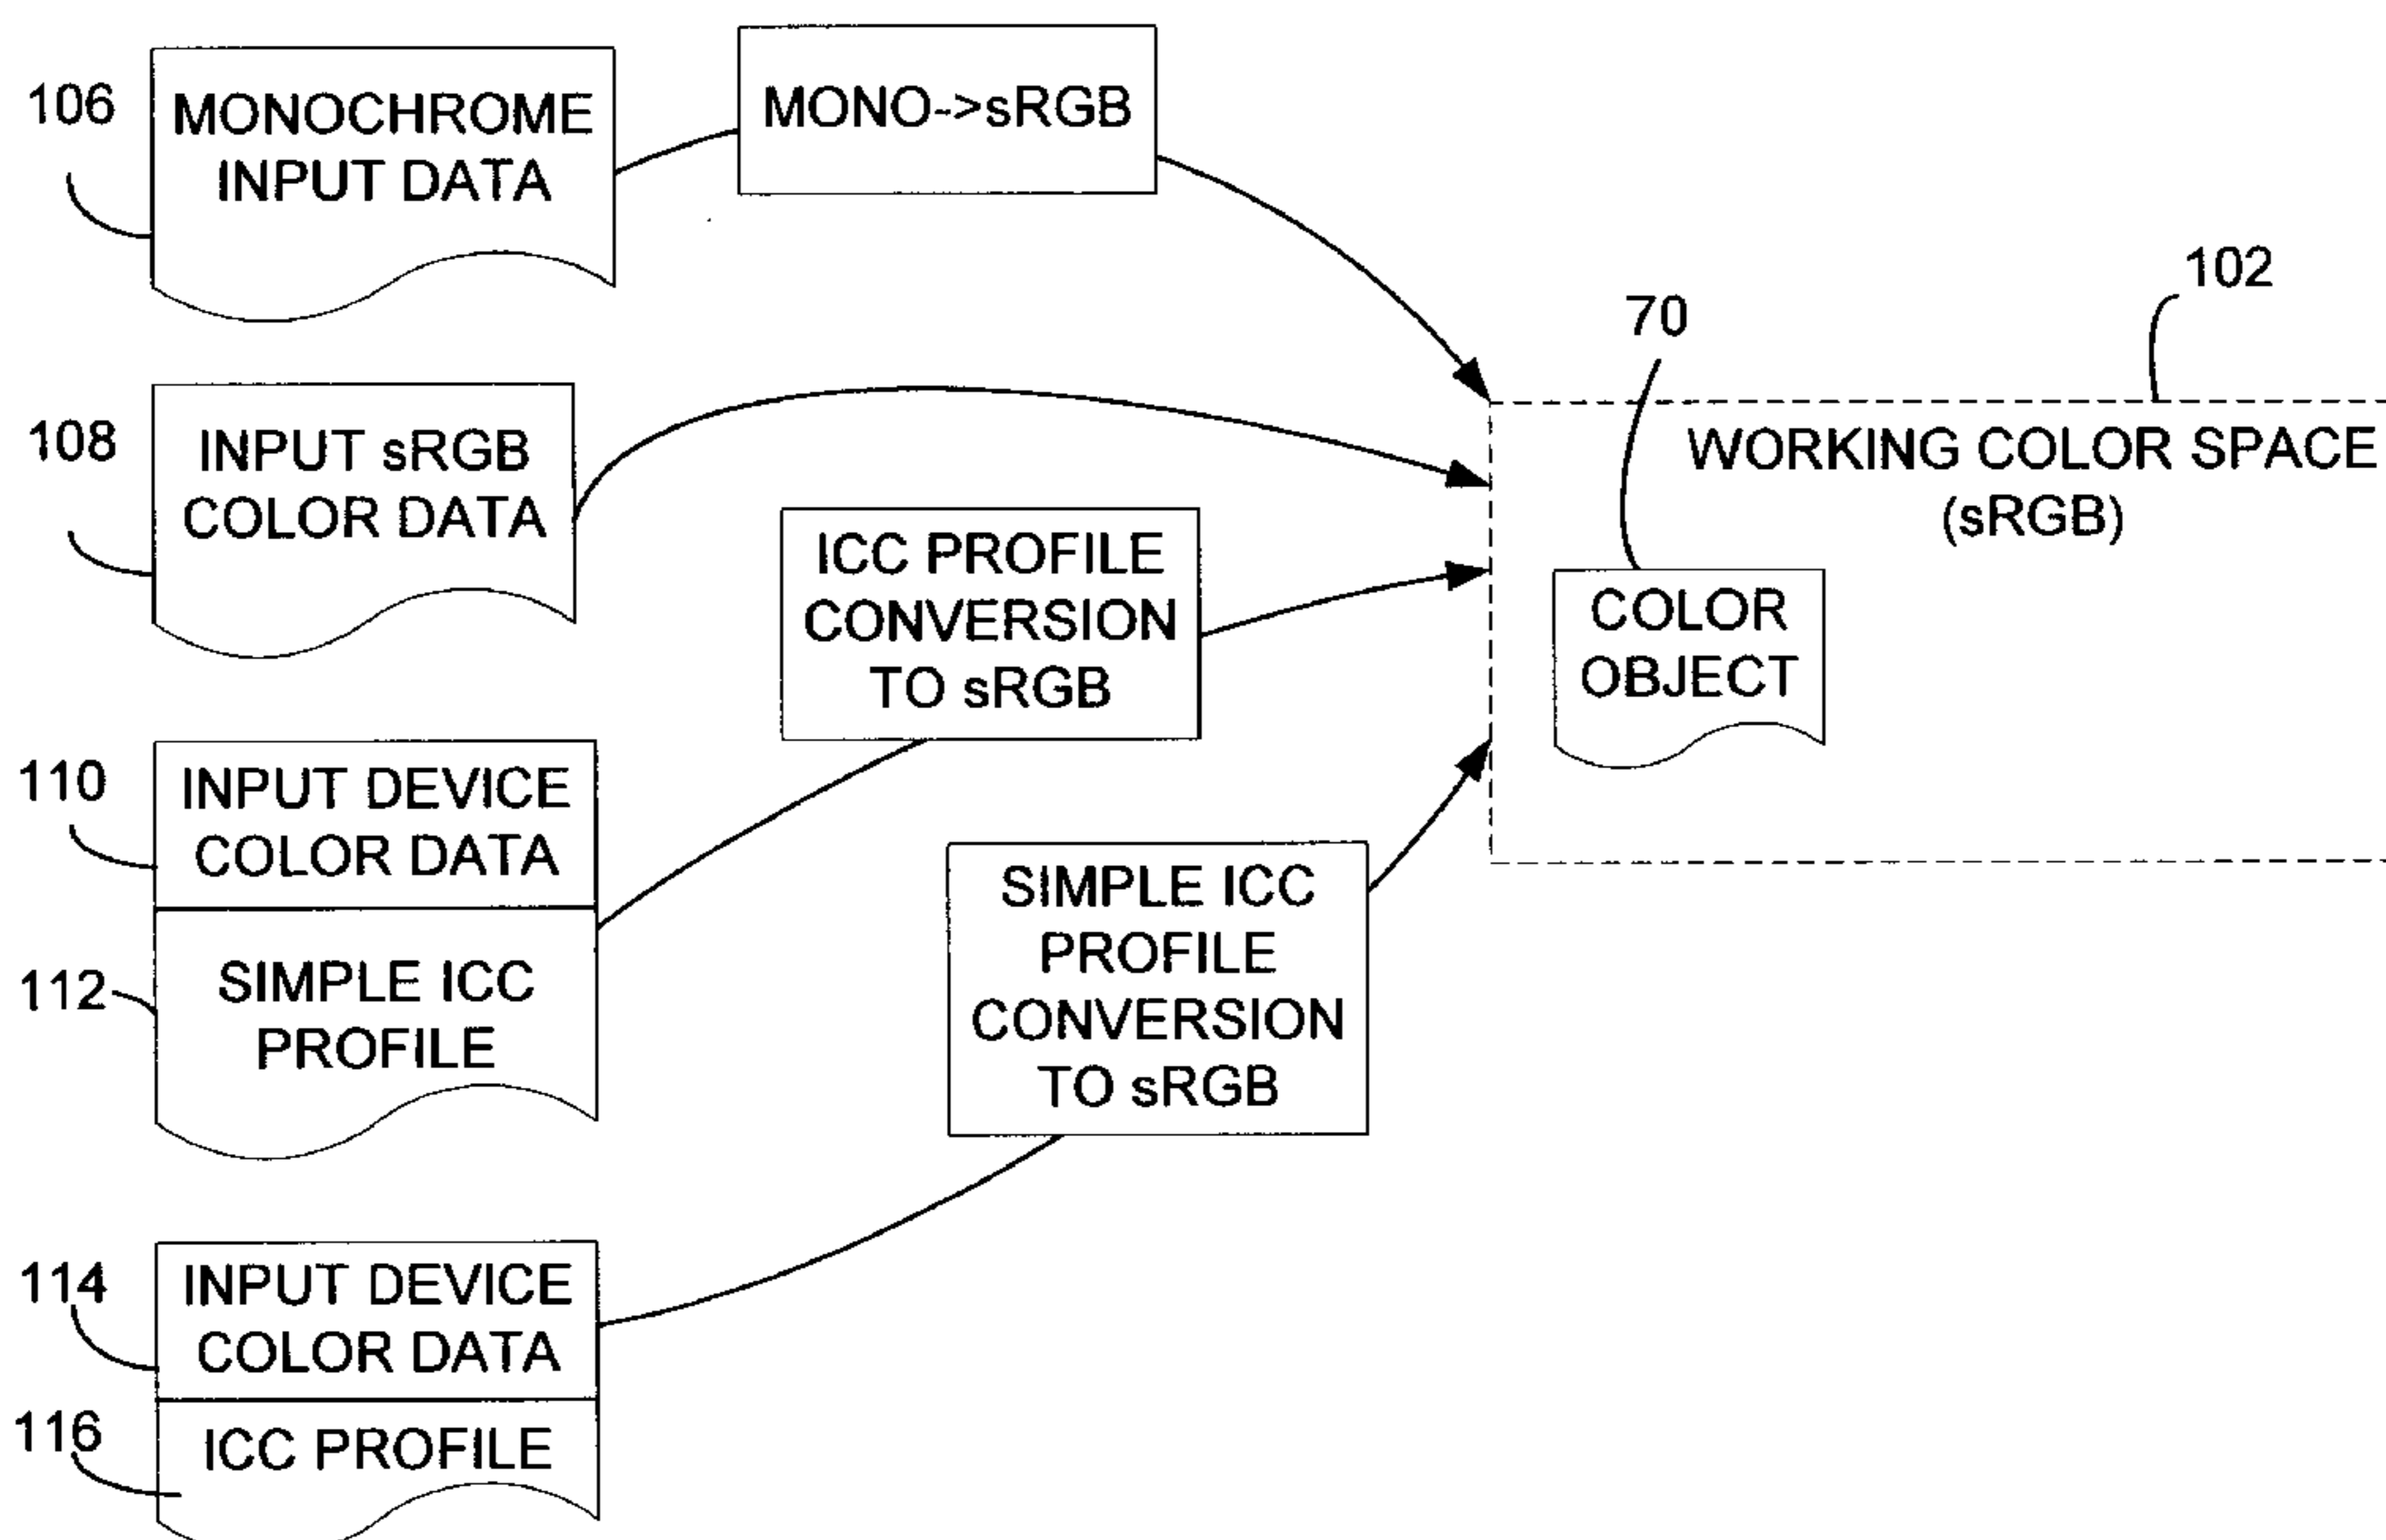 106
MONOCHROME
INPUT DATA
MONO->sRGB
108
INPUT sRGB
COLOR DATA
ICC PROFILE
CONVERSION
TO sRGB
70
102
WORKING COLOR SPACE
(sRGB)
COLOR
OBJECT
110
INPUT DEVICE
COLOR DATA
112
SIMPLE ICC
PROFILE
SIMPLE ICC
PROFILE
CONVERSION
TO sRGB
114
INPUT DEVICE
COLOR DATA
116
ICC PROFILE